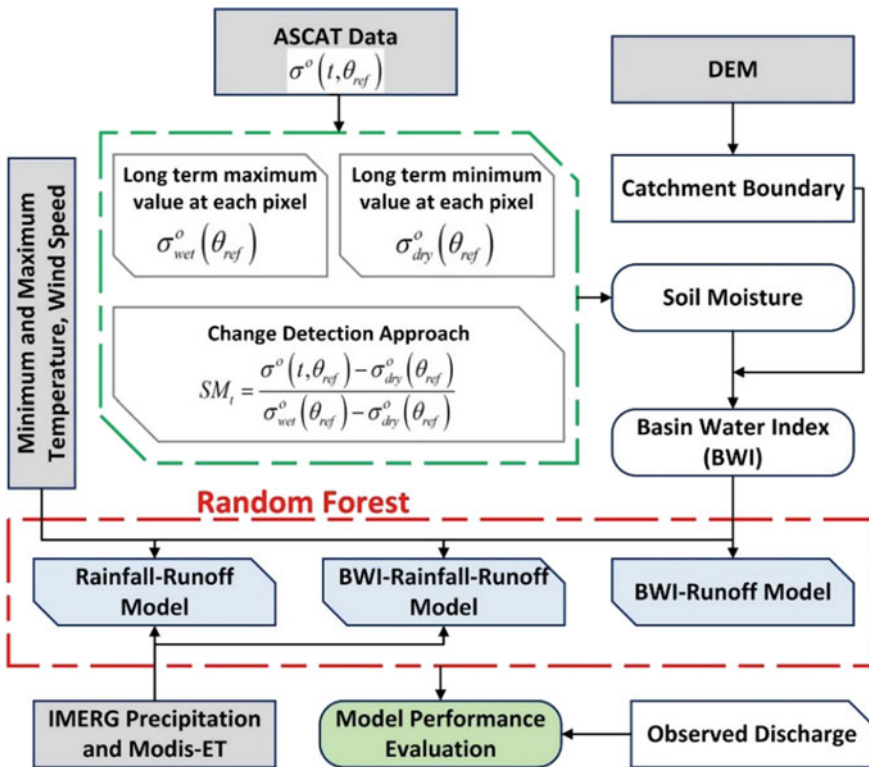 ASCAT Data
σ°(t,θref)
DEM
Minimum and Maximum
Temperature, Wind Speed
Long term maximum
value at each pixel
σ°wet(θref)
Long term minimum
value at each pixel
σ°dry(θref)
Catchment Boundary
Soil Moisture
Change Detection Approach
SMt = (σ°(t,θref) − σ°dry(θref)) / (σ°wet(θref) − σ°dry(θref))
Basin Water Index
(BWI)
Random Forest
Rainfall-Runoff
Model
BWI-Rainfall-Runoff
Model
BWI-Runoff Model
IMERG Precipitation
and Modis-ET
Model Performance
Evaluation
Observed Discharge